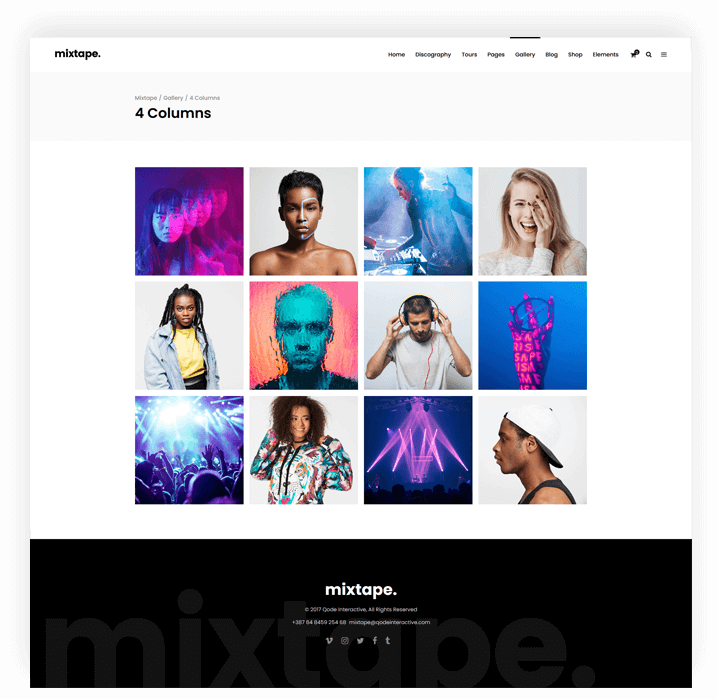 mixtape.
Home Discography Tours Pages Gallery Blog Shop Elements
Mixtape / Gallery / 4 Columns
4 Columns
mixtape.
© 2017 Qode Interactive, All Rights Reserved
+387 64 8459 264 68 mixtape@qodeinteractive.com
mixtape.